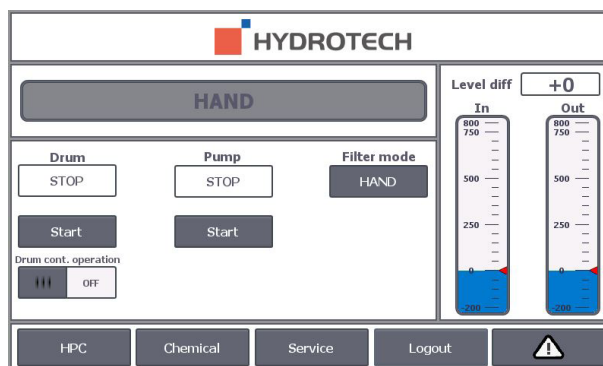 HYDROTECH
HAND
Level diff +0
In Out
800 800
750 750
500 500
250 250
0 0
-200 -200
Drum Pump Filter mode
STOP STOP HAND
Start Start
Drum cont. operation
OFF
HPC Chemical Service Logout